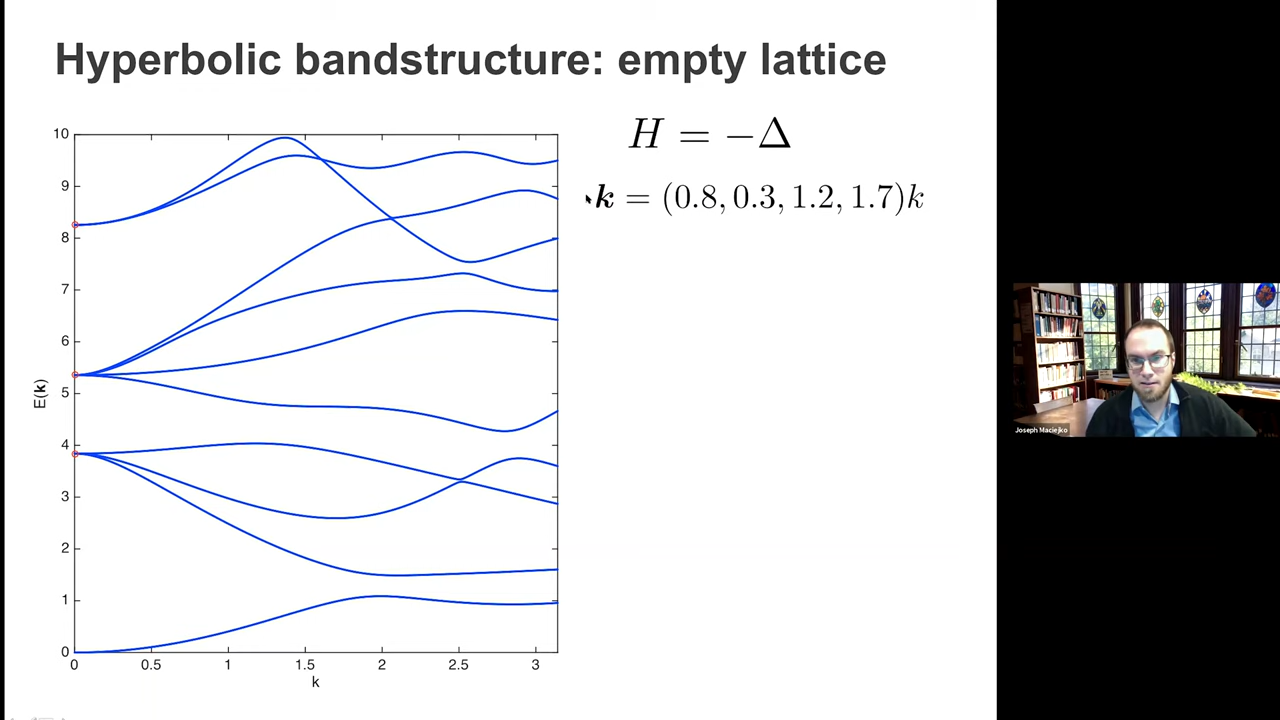 Hyperbolic bandstructure: empty lattice
H = −Δ
k = (0.8, 0.3, 1.2, 1.7)k
10
9
8
7
6
5
4
3
2
1
0
E(k)
0 0.5 1 1.5 2 2.5 3
k
Joseph Maciejko